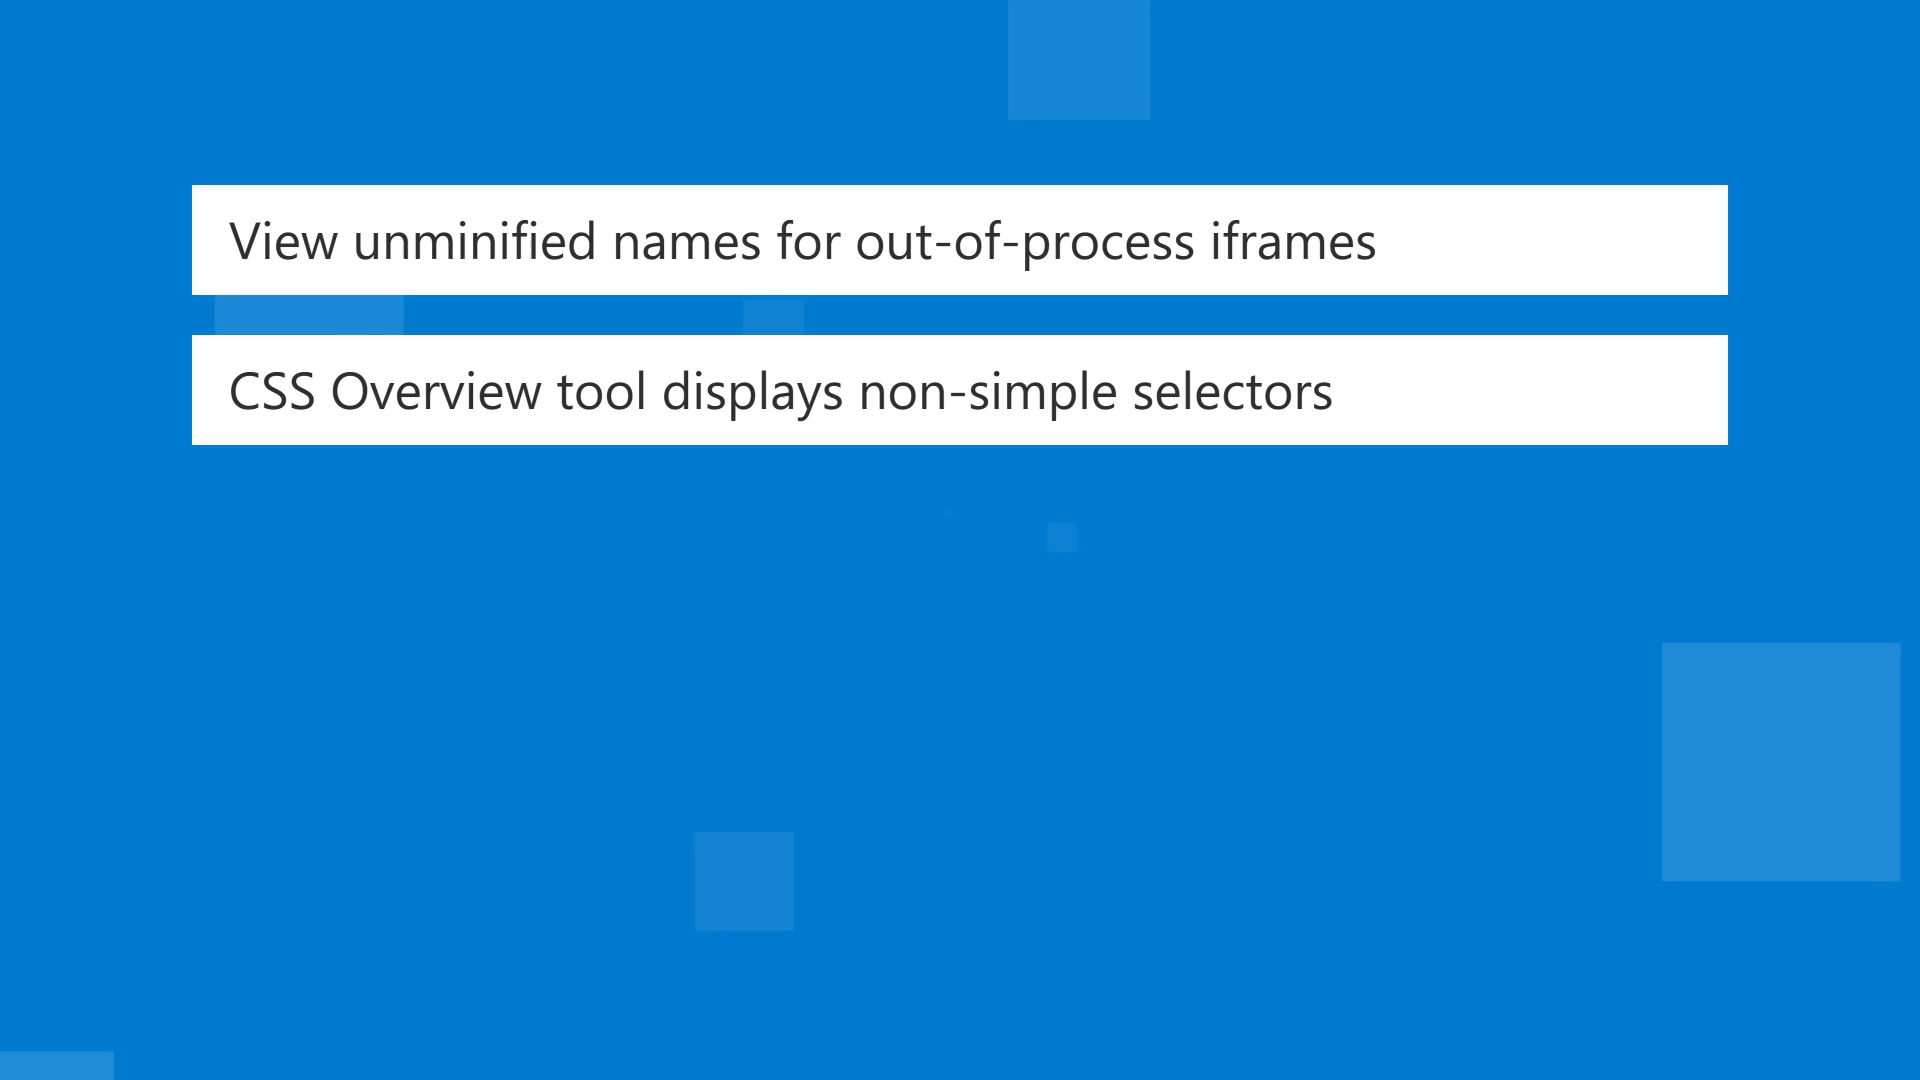 View unminified names for out-of-process iframes
CSS Overview tool displays non-simple selectors